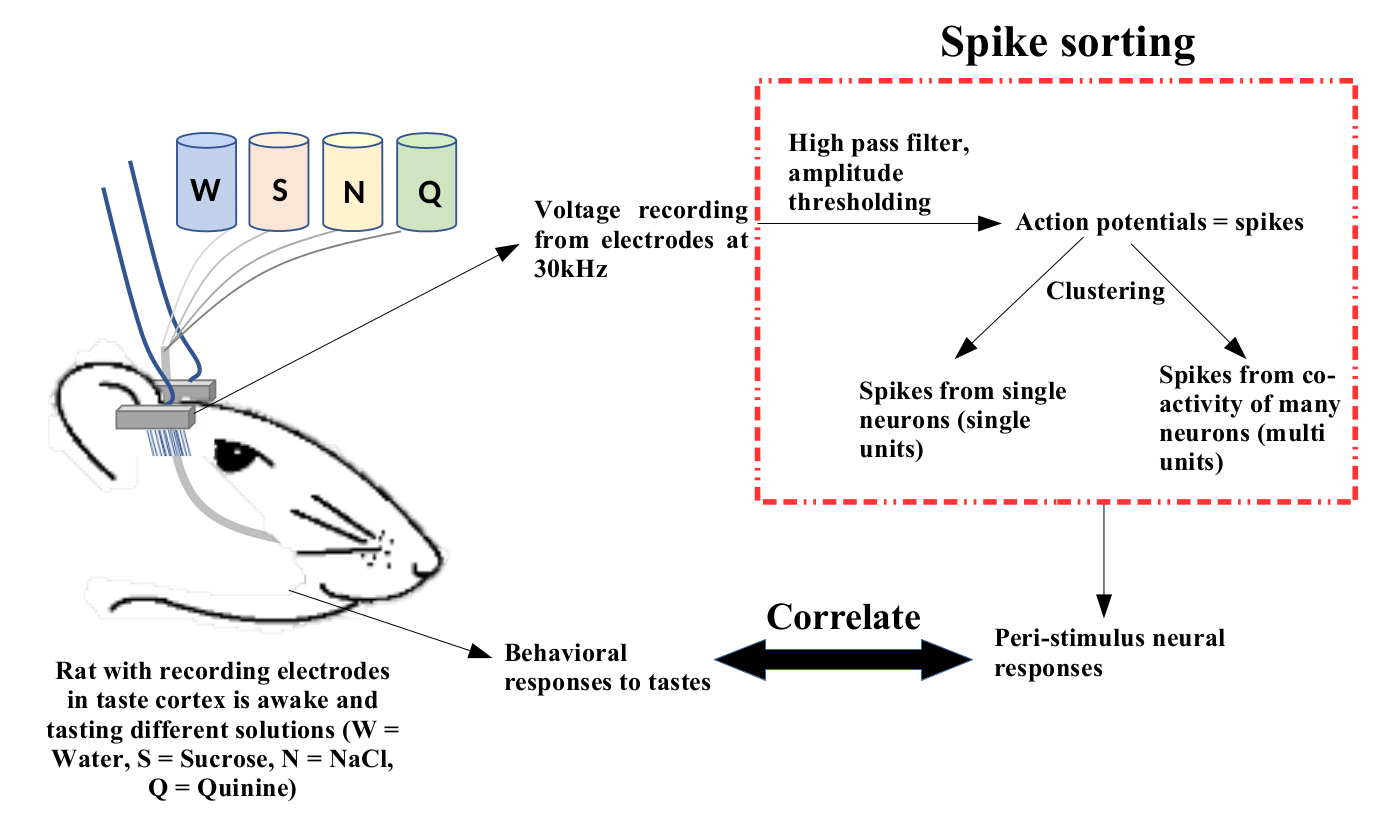 Spike sorting
W
S
N
Q
High pass filter,
amplitude
thresholding
Voltage recording
from electrodes at
30kHz
Action potentials = spikes
Clustering
Spikes from single
neurons (single
units)
Spikes from co-
activity of many
neurons (multi
units)
Correlate
Behavioral
responses to tastes
Peri-stimulus neural
responses
Rat with recording electrodes
in taste cortex is awake and
tasting different solutions (W =
Water, S = Sucrose, N = NaCl,
Q = Quinine)